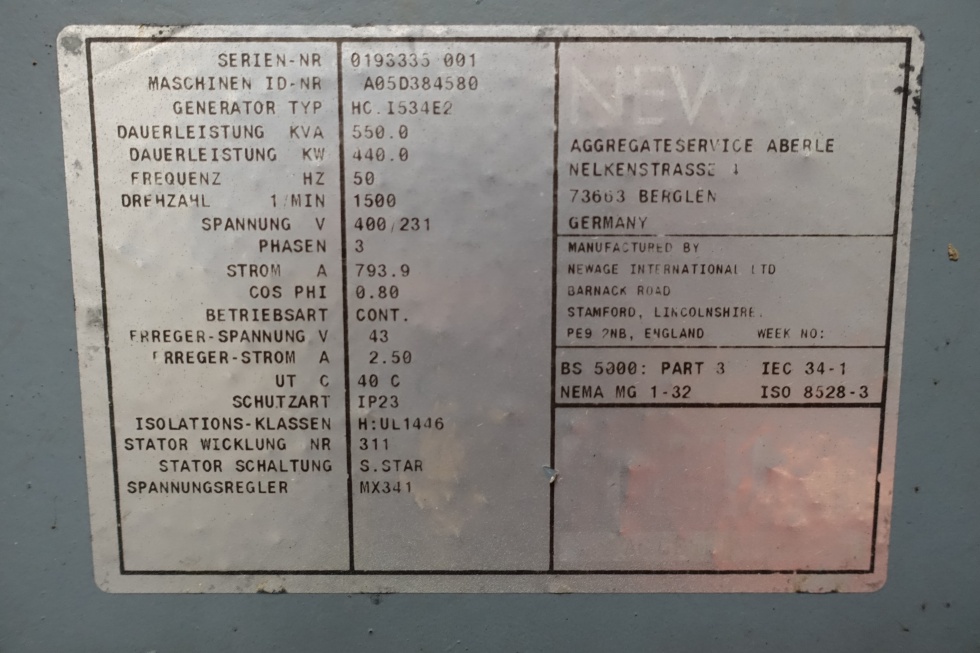 SERIEN-NR 0193335 001
MASCHINEN ID-NR A05D384580
GENERATOR TYP HC.I534E2
DAUERLEISTUNG KVA 550.0
DAUERLEISTUNG KW 440.0
FREQUENZ HZ 50
DREHZAHL 1/MIN 1500
SPANNUNG V 400/231
PHASEN 3
STROM A 793.9
COS PHI 0.80
BETRIEBSART CONT.
ERREGER-SPANNUNG V 43
ERREGER-STROM A 2.50
UT C 40 C
SCHUTZART IP23
ISOLATIONS-KLASSEN H:UL1446
STATOR WICKLUNG NR 311
STATOR SCHALTUNG S.STAR
SPANNUNGSREGLER MX341
NEWAGE
AGGREGATESERVICE ABERLE
NELKENSTRASSE
73663 BERGLEN
GERMANY
MANUFACTURED BY
NEWAGE INTERNATIONAL LTD
BARNACK ROAD
STAMFORD, LINCOLNSHIRE.
PE9 2NB, ENGLAND WEEK NO:
BS 5000: PART 3 IEC 34-1
NEMA MG 1-32 ISO 8528-3